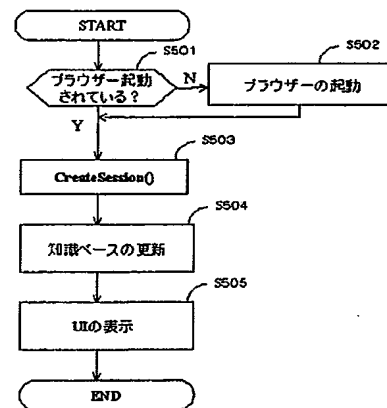 START
S501
S502
ブラウザー起動
されている?
N
ブラウザーの起動
Y
S503
CreateSession()
S504
知識ベースの更新
S505
UIの表示
END